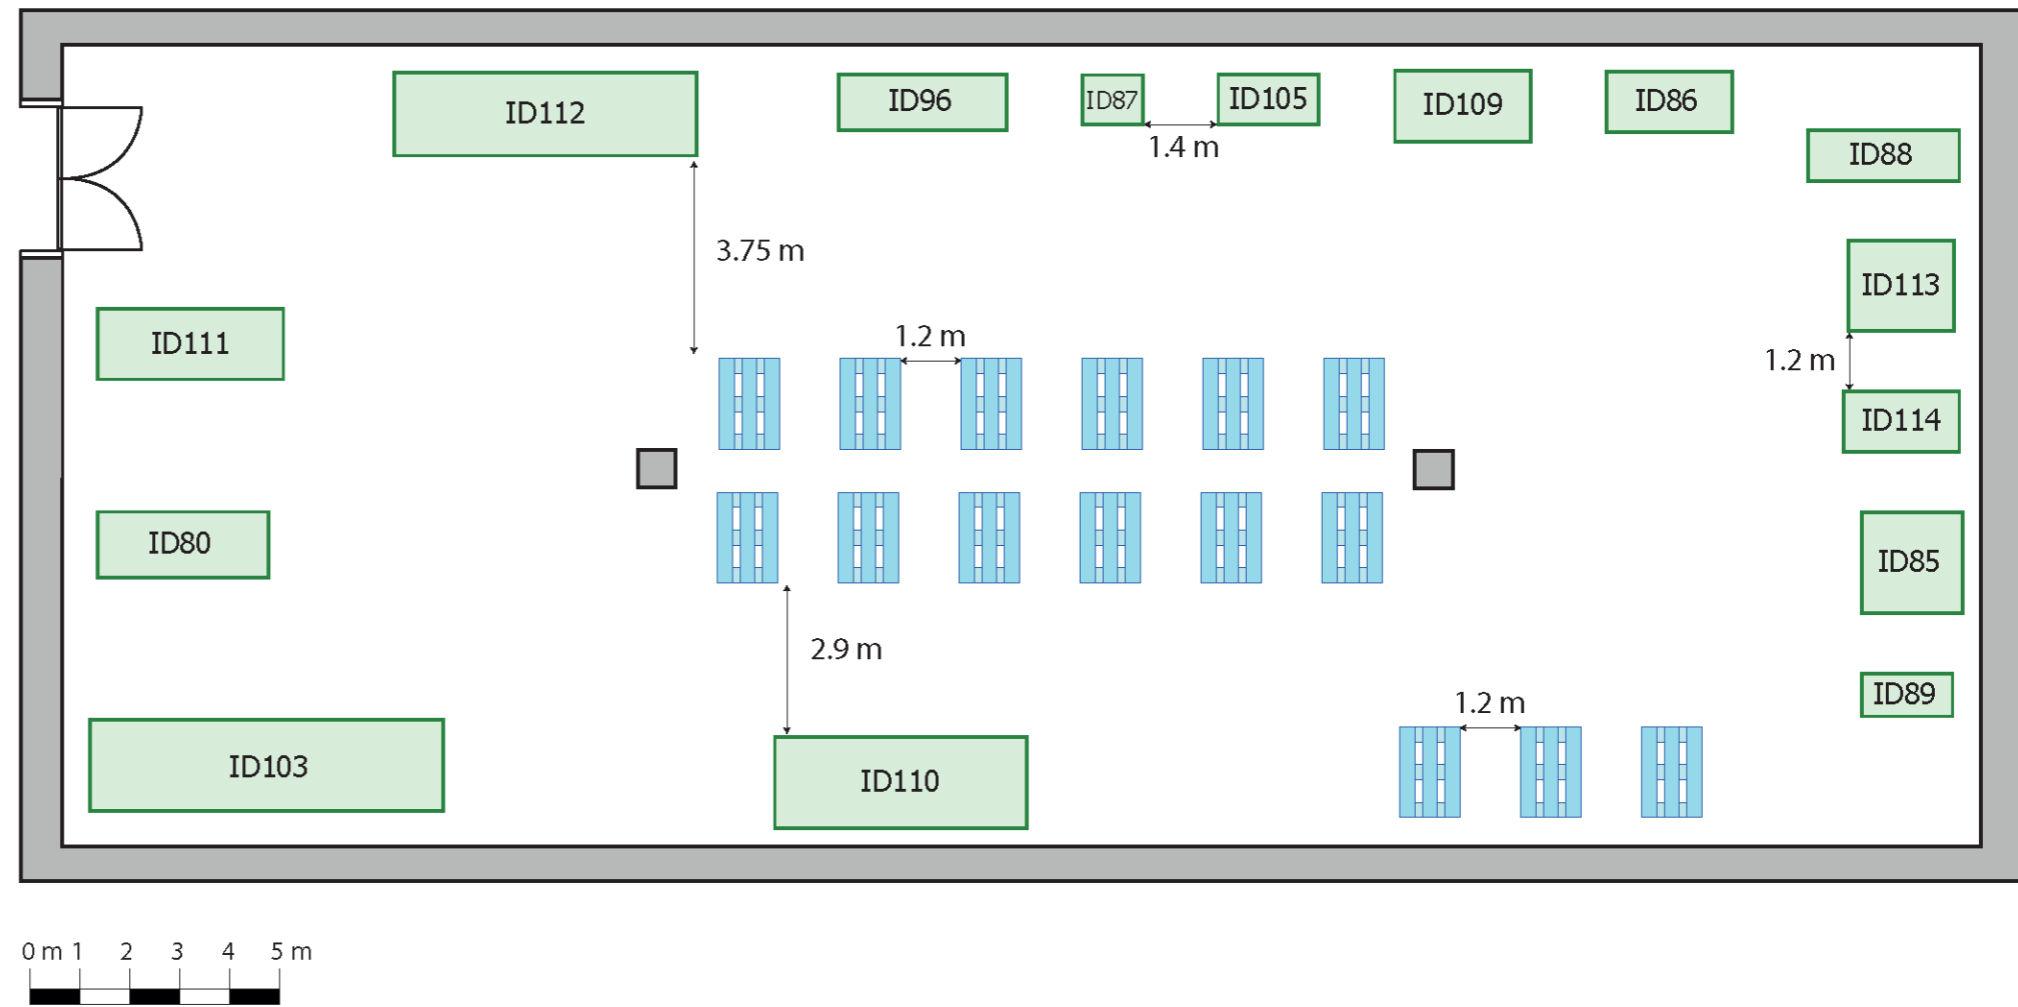 ID112
ID96
ID87
ID105
ID109
ID86
1.4 m
ID88
3.75 m
ID113
ID111
1.2 m
1.2 m
ID114
ID80
ID85
2.9 m
ID89
1.2 m
ID103
ID110
0 m 1 2 3 4 5 m